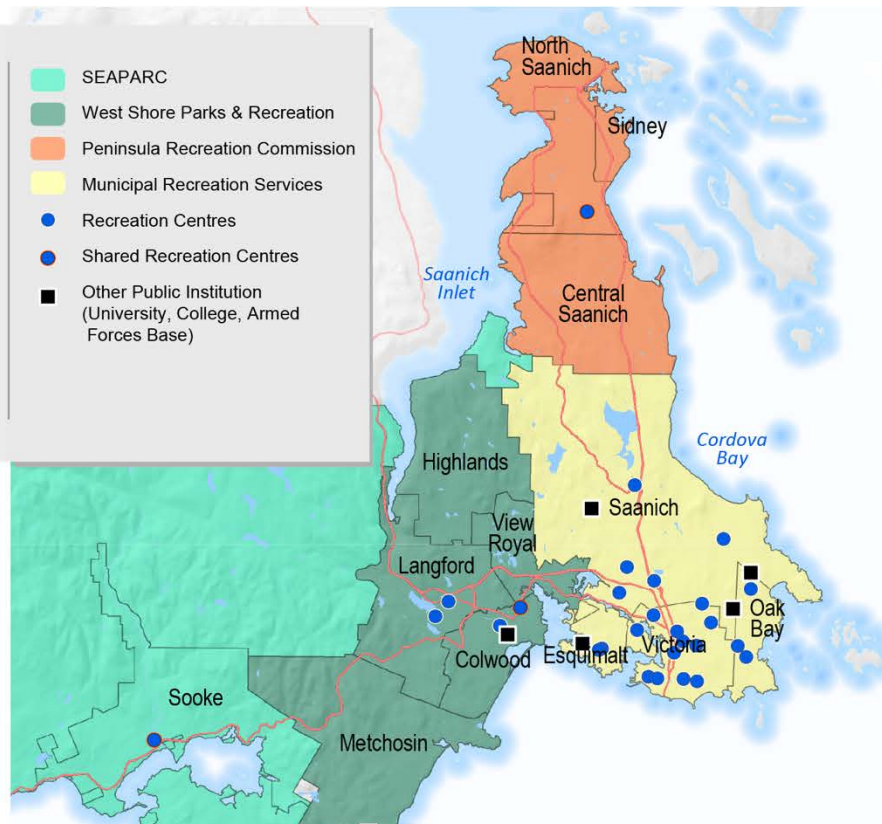 SEAPARC
West Shore Parks & Recreation
Peninsula Recreation Commission
Municipal Recreation Services
Recreation Centres
Shared Recreation Centres
Other Public Institution
(University, College, Armed
Forces Base)
North
Saanich
Sidney
Saanich
Inlet
Central
Saanich
Cordova
Bay
Highlands
Saanich
View
Royal
Langford
Oak
Bay
Colwood
Esquimalt
Victoria
Sooke
Metchosin